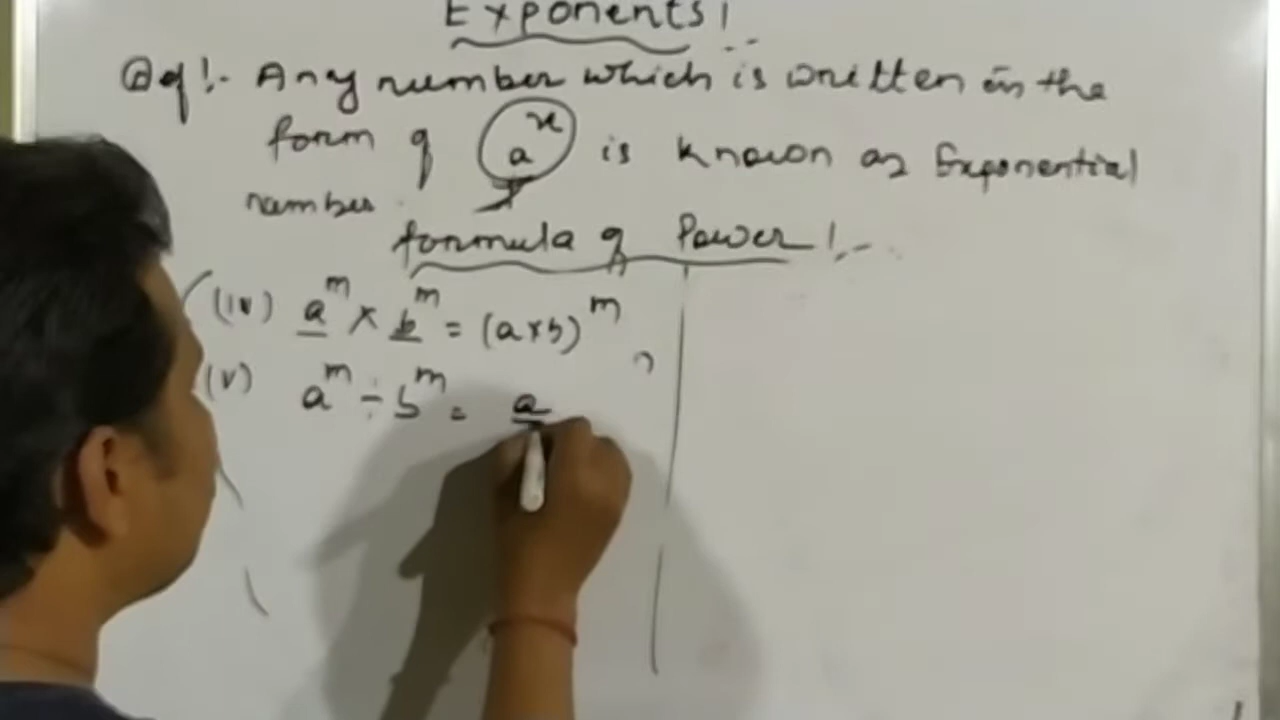 Exponents!
Def!- Any number which is written in the
form of a^x is known as Exponential
number.
formula of Power!-
(iv) a^m × b^m = (a×b)^m
(v) a^m ÷ b^m = a